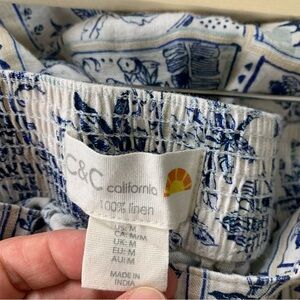 C&C california
100% linen
US: M
CA: M/M
UK: M
EU: M
AU: M
MADE IN
INDIA